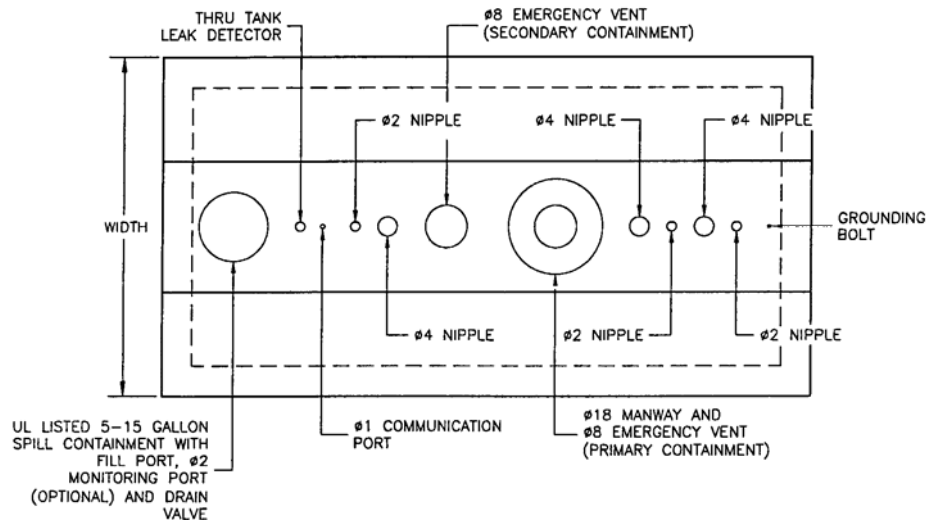 THRU TANK
LEAK DETECTOR
ø8 EMERGENCY VENT
(SECONDARY CONTAINMENT)
ø2 NIPPLE
ø4 NIPPLE
ø4 NIPPLE
WIDTH
GROUNDING
BOLT
ø4 NIPPLE
ø2 NIPPLE
ø2 NIPPLE
UL LISTED 5-15 GALLON
SPILL CONTAINMENT WITH
FILL PORT, ø2
MONITORING PORT
(OPTIONAL) AND DRAIN
VALVE
ø1 COMMUNICATION
PORT
ø18 MANWAY AND
ø8 EMERGENCY VENT
(PRIMARY CONTAINMENT)